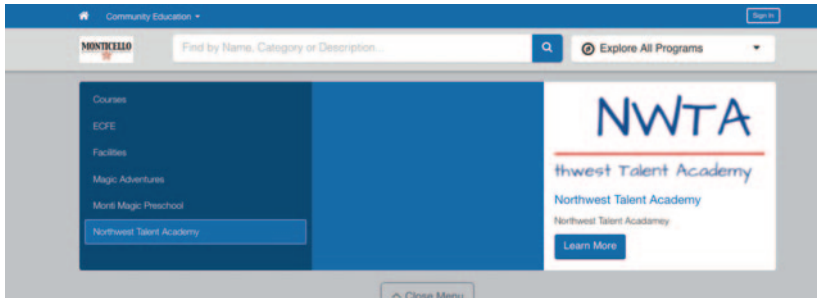 Community Education
Sign In
MONTICELLO
Find by Name, Category or Description...
Explore All Programs
Courses
ECFE
Facilities
Magic Adventures
Monti Magic Preschool
Northwest Talent Academy
NWTA
thwest Talent Academy
Northwest Talent Academy
Northwest Talent Acadamey
Learn More
Close Menu